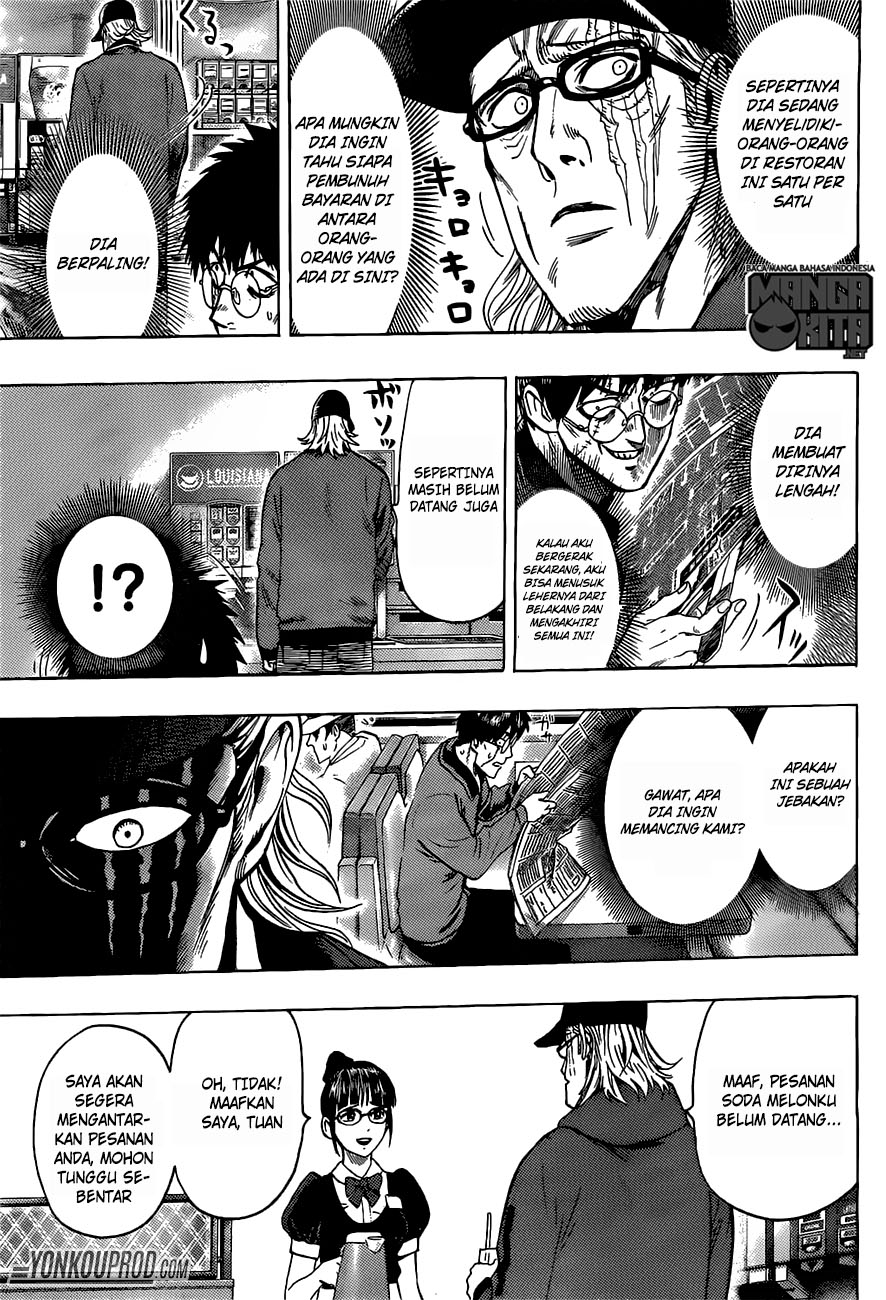 SEPERTINYA
DIA SEDANG
MENYELIDIKI-
ORANG-ORANG
DI RESTORAN
INI SATU PER
SATU
APA MUNGKIN
DIA INGIN
TAHU SIAPA
PEMBUNUH
BAYARAN DI
ANTARA
ORANG-
ORANG YANG
ADA DI SINI?
キョロキョロ
くるっ
DIA
BERPALING!
BACA MANGA BAHASA INDONESIA
MANGA
KITA
.NET
DIA
MEMBUAT
DIRINYA
LENGAH!
KALAU AKU
BERGERAK
SEKARANG, AKU
BISA MENUSUK
LEHERNYA DARI
BELAKANG DAN
MENGAKHIRI
SEMUA INI!
ズッ
ボソッ
SEPERTINYA
MASIH BELUM
DATANG JUGA
LOUISIANA
!?
APAKAH
INI SEBUAH
JEBAKAN?
GAWAT, APA
DIA INGIN
MEMANCING KAMI?
MAAF, PESANAN
SODA MELONKU
BELUM DATANG...
OH, TIDAK!
MAAFKAN
SAYA, TUAN
SAYA AKAN
SEGERA
MENGANTAR-
KAN PESANAN
ANDA, MOHON
TUNGGU SE-
BENTAR
YONKOUPROD.COM